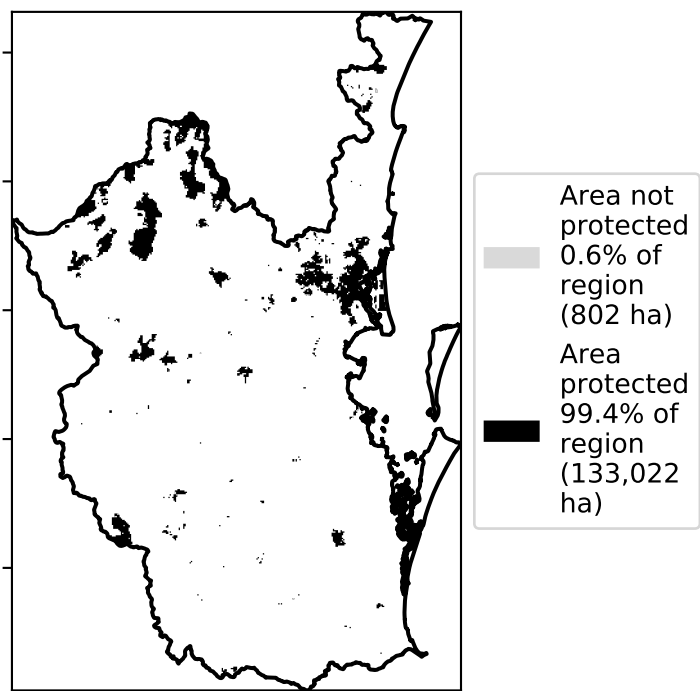 Area not
protected
0.6% of
region
(802 ha)
Area
protected
99.4% of
region
(133,022
ha)